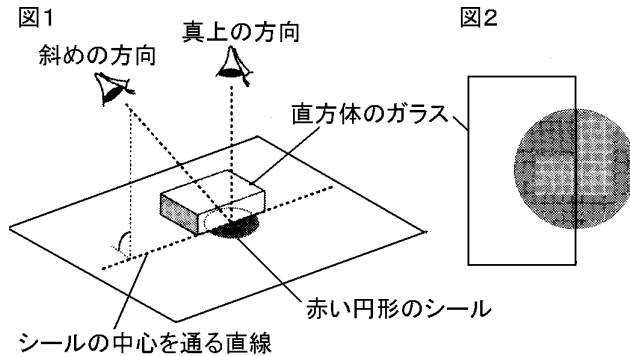 図1
図2
真上の方向
斜めの方向
直方体のガラス
赤い円形のシール
シールの中心を通る直線